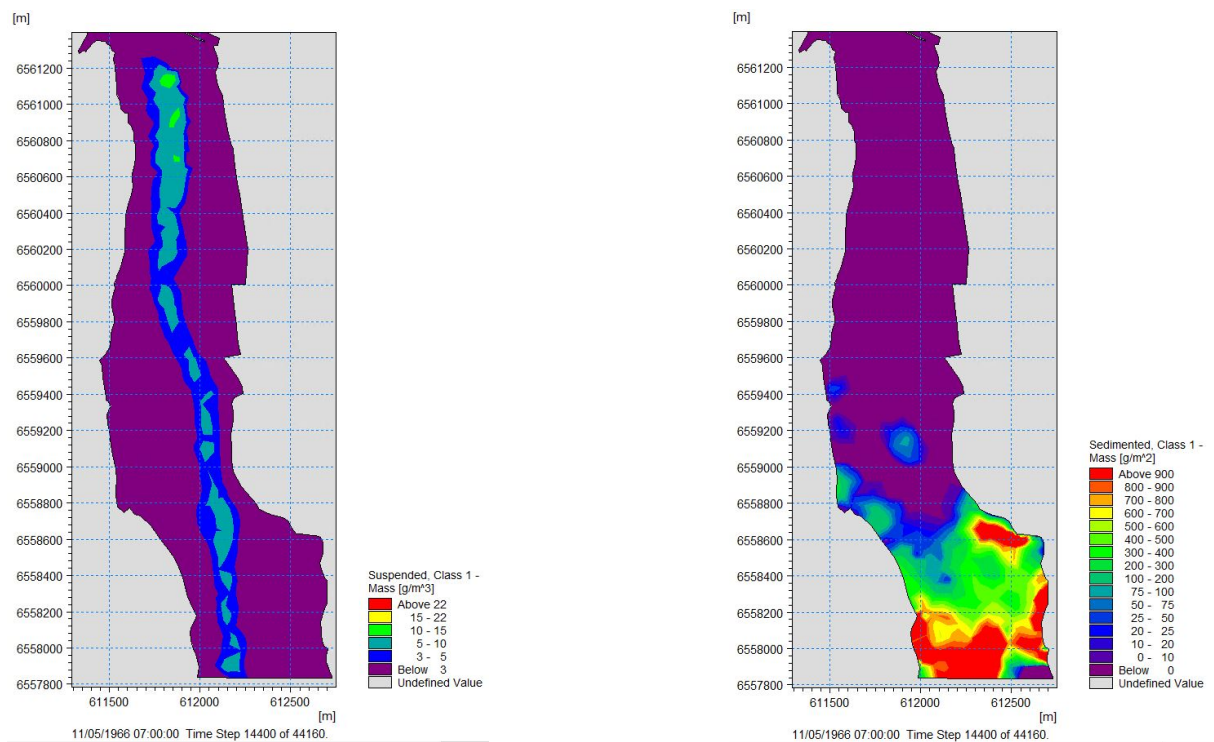 [m]
6561200
6561000
6560800
6560600
6560400
6560200
6560000
6559800
6559600
6559400
6559200
6559000
6558800
6558600
6558400
6558200
6558000
6557800
611500 612000 612500
[m]
11/05/1966 07:00:00 Time Step 14400 of 44160.
Suspended, Class 1 -
Mass [g/m^3]
Above 22
15 - 22
10 - 15
5 - 10
3 - 5
Below 3
Undefined Value
[m]
6561200
6561000
6560800
6560600
6560400
6560200
6560000
6559800
6559600
6559400
6559200
6559000
6558800
6558600
6558400
6558200
6558000
6557800
611500 612000 612500
[m]
11/05/1966 07:00:00 Time Step 14400 of 44160.
Sedimented, Class 1 -
Mass [g/m^2]
Above 900
800 - 900
700 - 800
600 - 700
500 - 600
400 - 500
300 - 400
200 - 300
100 - 200
75 - 100
50 - 75
25 - 50
20 - 25
10 - 20
0 - 10
Below 0
Undefined Value